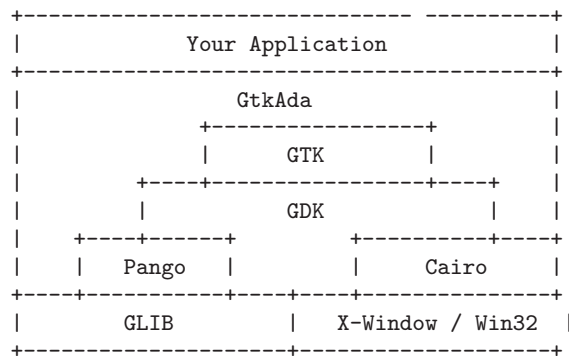 Your Application
GtkAda
GTK
GDK
Pango Cairo
GLIB X-Window / Win32